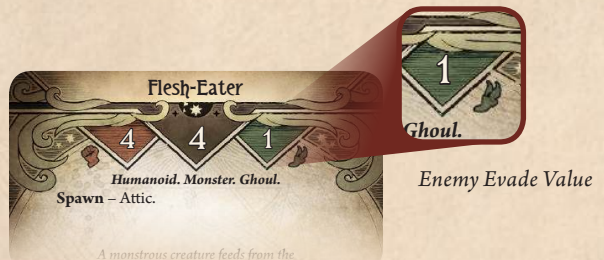 Flesh-Eater
4 4 1
Humanoid. Monster. Ghoul.
Spawn – Attic.
A monstrous creature feeds from the
1
Ghoul.
Enemy Evade Value